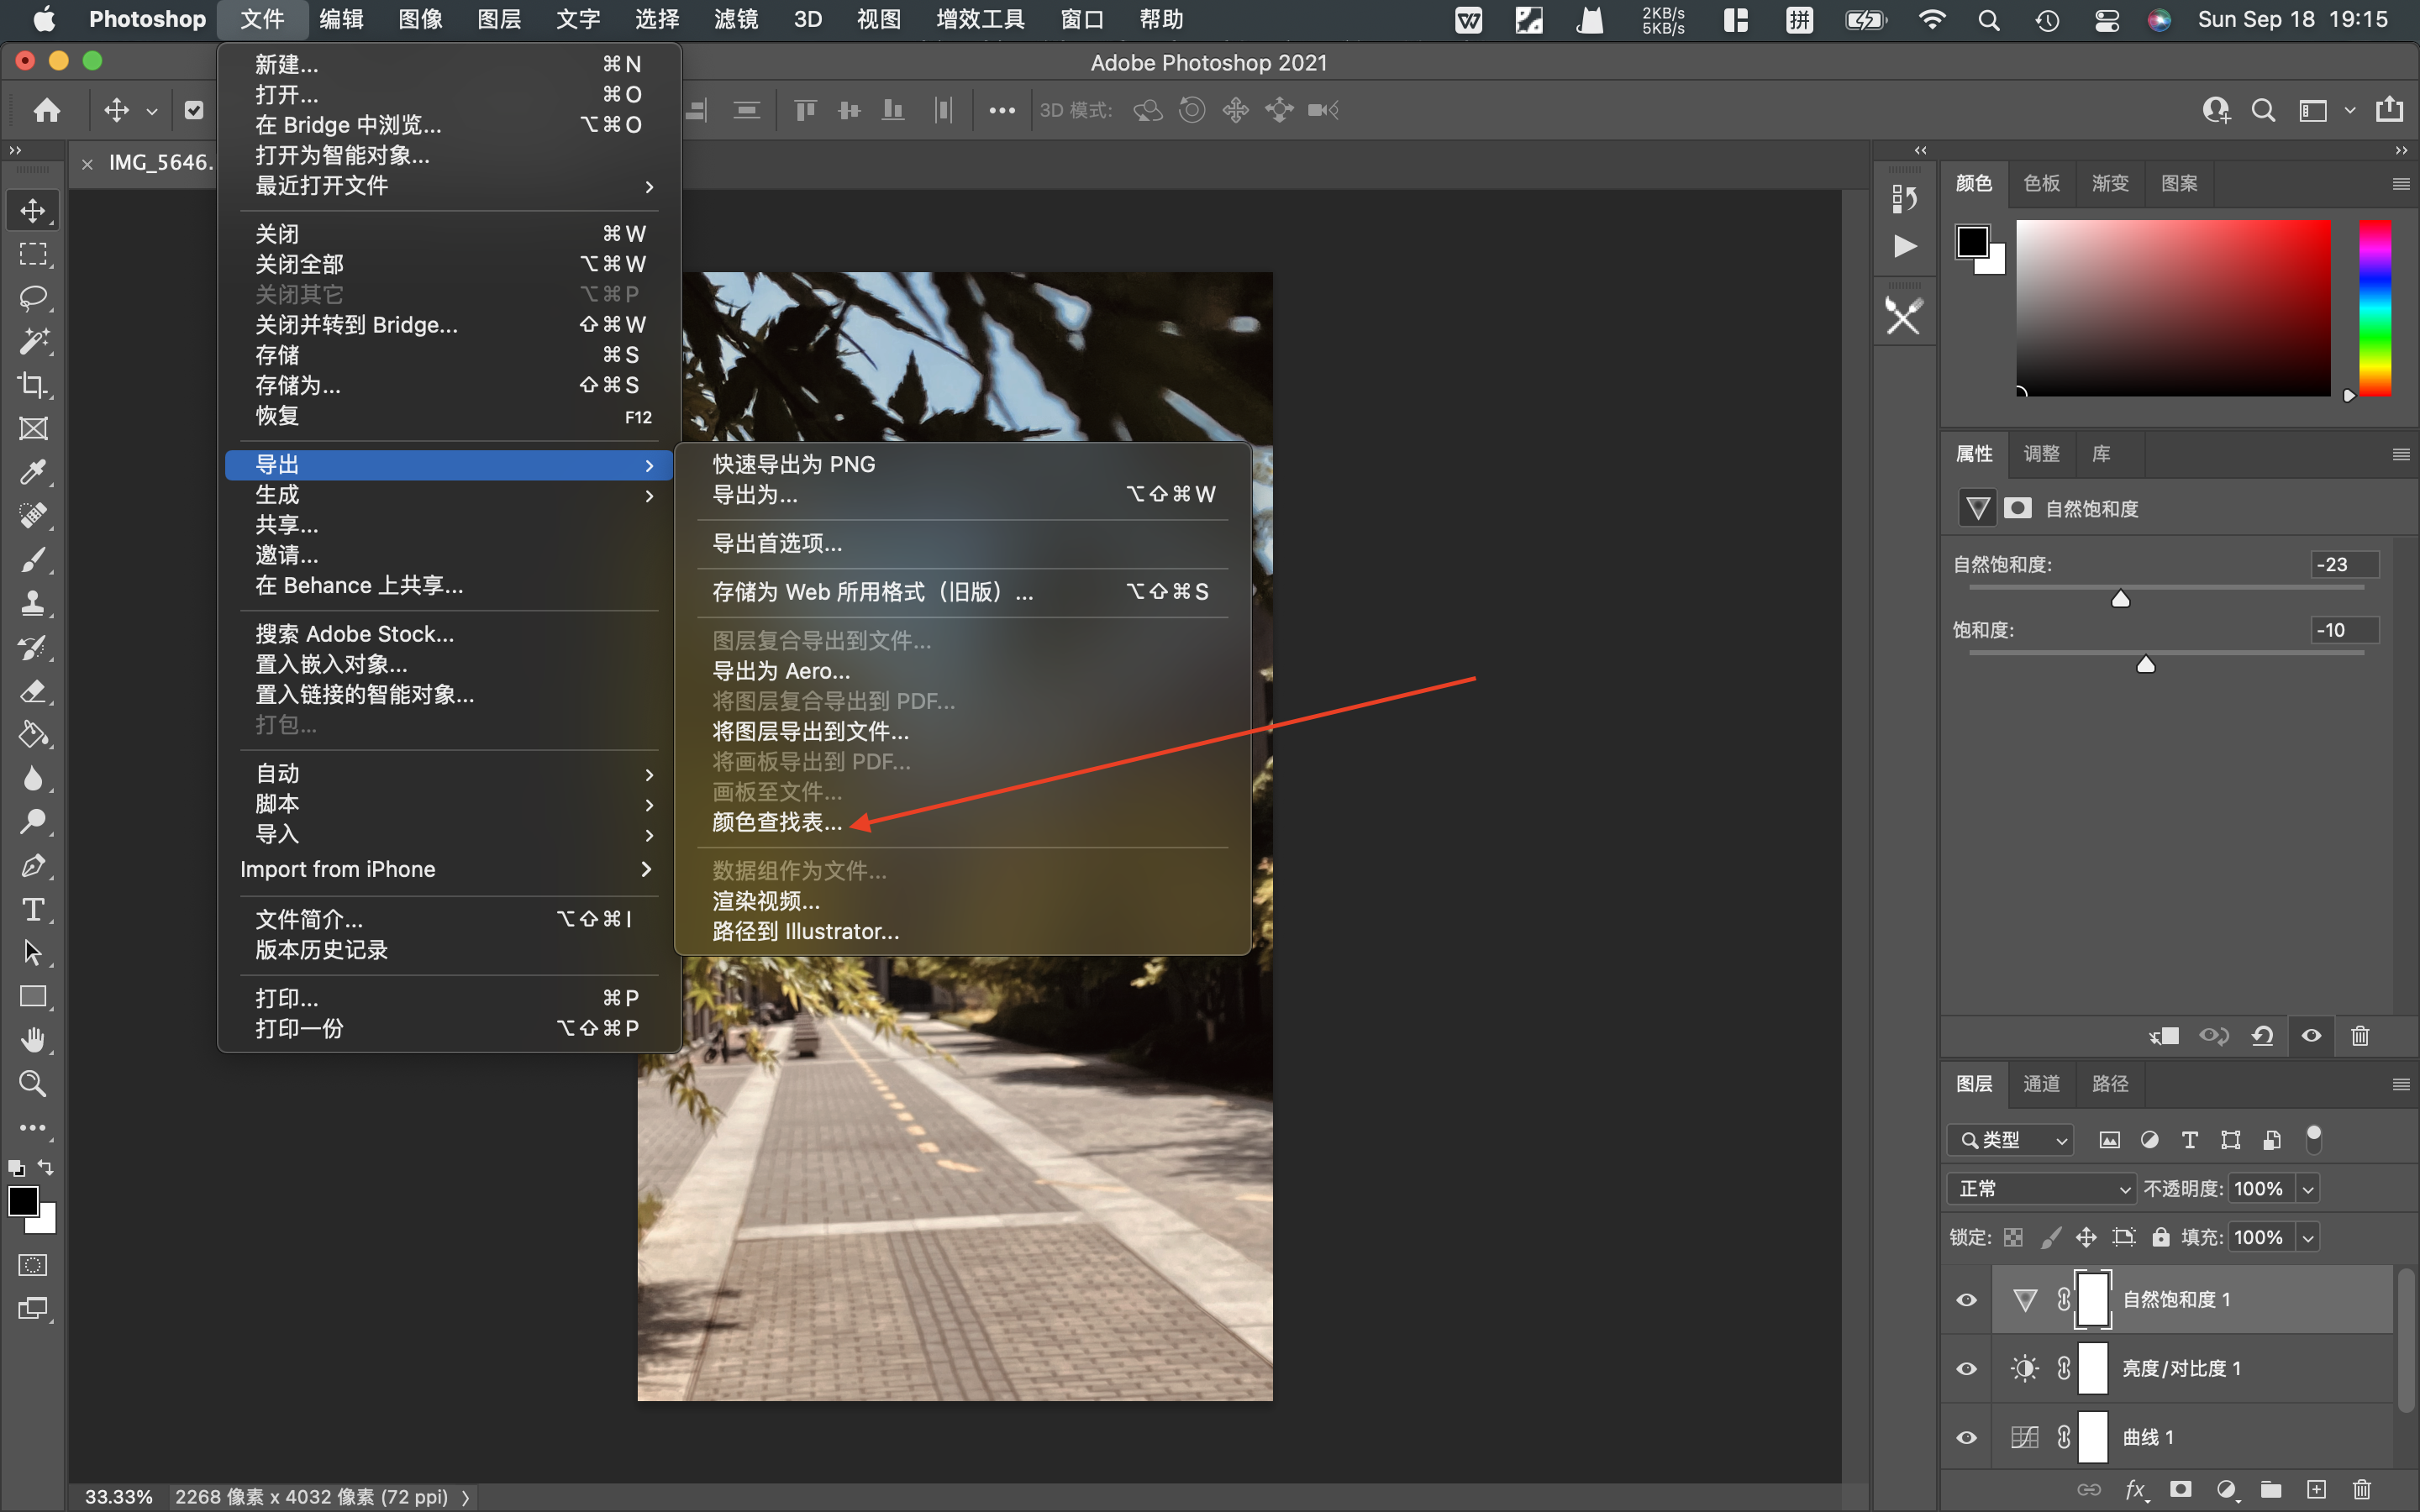 Photoshop 文件 编辑 图像 图层 文字 选择 滤镜 3D 视图 增效工具 窗口 帮助 2KB/s 5KB/s 拼 Sun Sep 18 19:15
Adobe Photoshop 2021
3D 模式:
IMG_5646.
新建... ⌘N
打开... ⌘O
在 Bridge 中浏览... ⌥⌘O
打开为智能对象...
最近打开文件
关闭 ⌘W
关闭全部 ⌥⌘W
关闭其它 ⌥⌘P
关闭并转到 Bridge... ⇧⌘W
存储 ⌘S
存储为... ⇧⌘S
恢复 F12
导出
生成
共享...
邀请...
在 Behance 上共享...
搜索 Adobe Stock...
置入嵌入对象...
置入链接的智能对象...
打包...
自动
脚本
导入
Import from iPhone
文件简介... ⌥⇧⌘I
版本历史记录
打印... ⌘P
打印一份 ⌥⇧⌘P
快速导出为 PNG
导出为... ⌥⇧⌘W
导出首选项...
存储为 Web 所用格式（旧版）... ⌥⇧⌘S
图层复合导出到文件...
导出为 Aero...
将图层复合导出到 PDF...
将图层导出到文件...
将画板导出到 PDF...
画板至文件...
颜色查找表...
数据组作为文件...
渲染视频...
路径到 Illustrator...
颜色 色板 渐变 图案
属性 调整 库
自然饱和度
自然饱和度: -23
饱和度: -10
图层 通道 路径
类型
正常 不透明度: 100%
锁定: 填充: 100%
自然饱和度 1
亮度/对比度 1
曲线 1
fx
33.33% 2268 像素 x 4032 像素 (72 ppi)